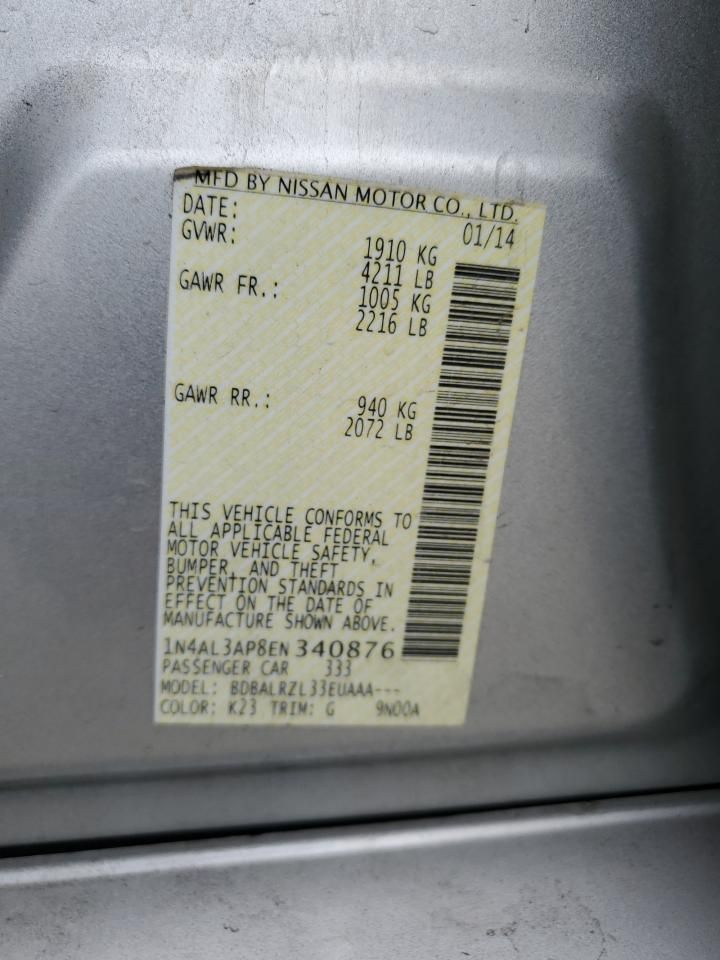 MFD BY NISSAN MOTOR CO., LTD.
DATE: 01/14
GVWR: 1910 KG
4211 LB
GAWR FR.: 1005 KG
2216 LB
GAWR RR.: 940 KG
2072 LB
THIS VEHICLE CONFORMS TO
ALL APPLICABLE FEDERAL
MOTOR VEHICLE SAFETY,
BUMPER, AND THEFT
PREVENTION STANDARDS IN
EFFECT ON THE DATE OF
MANUFACTURE SHOWN ABOVE.
1N4AL3AP8EN 340876
PASSENGER CAR 333
MODEL: BDBALRZL33EUAAA---
COLOR: K23 TRIM: G 9N00A